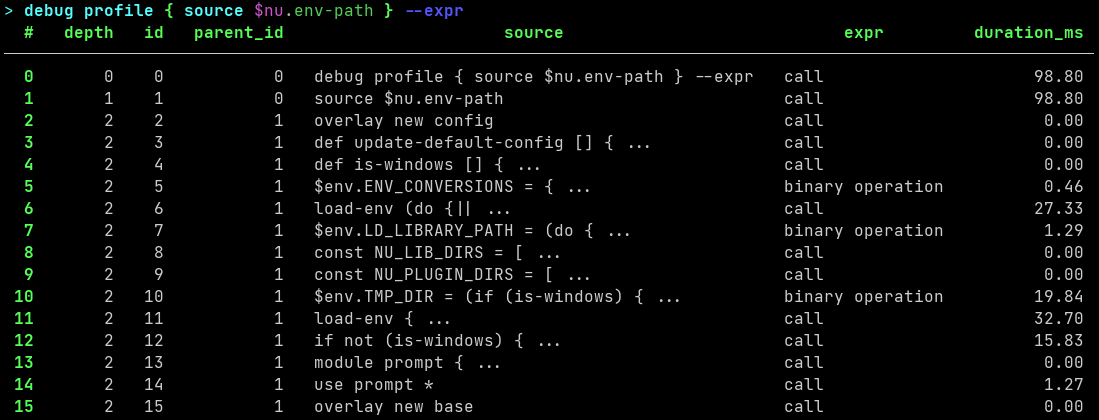 > debug profile { source $nu.env-path } --expr
# depth id parent_id source expr duration_ms
0 0 0 0 debug profile { source $nu.env-path } --expr call 98.80
1 1 1 0 source $nu.env-path call 98.80
2 2 2 1 overlay new config call 0.00
3 2 3 1 def update-default-config [] { ... call 0.00
4 2 4 1 def is-windows [] { ... call 0.00
5 2 5 1 $env.ENV_CONVERSIONS = { ... binary operation 0.46
6 2 6 1 load-env (do {|| ... call 27.33
7 2 7 1 $env.LD_LIBRARY_PATH = (do { ... binary operation 1.29
8 2 8 1 const NU_LIB_DIRS = [ ... call 0.00
9 2 9 1 const NU_PLUGIN_DIRS = [ ... call 0.00
10 2 10 1 $env.TMP_DIR = (if (is-windows) { ... binary operation 19.84
11 2 11 1 load-env { ... call 32.70
12 2 12 1 if not (is-windows) { ... call 15.83
13 2 13 1 module prompt { ... call 0.00
14 2 14 1 use prompt * call 1.27
15 2 15 1 overlay new base call 0.00